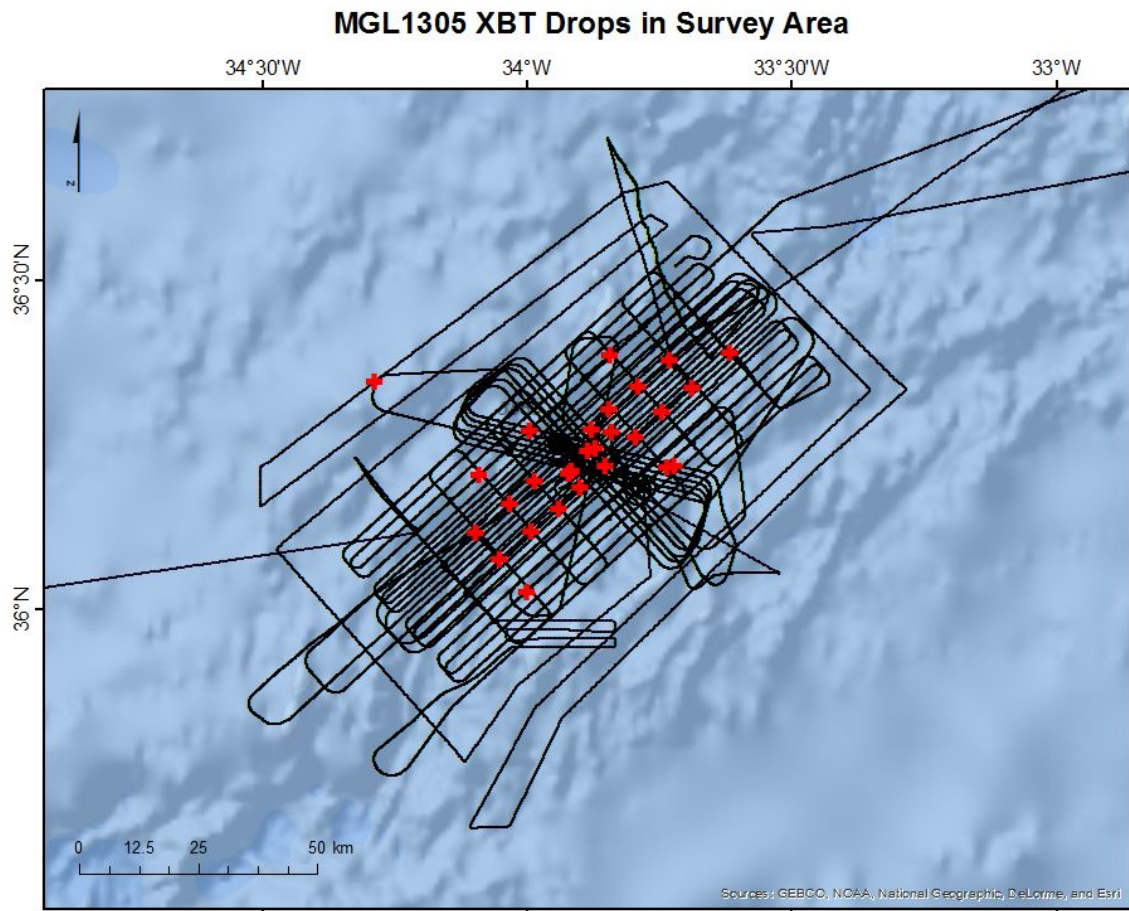 MGL1305 XBT Drops in Survey Area
34°30'W 34°W 33°30'W 33°W
z
36°30'N
36°N
0 12.5 25 50 km
Sources: GEBCO, NOAA, National Geographic, DeLorme, and Esri